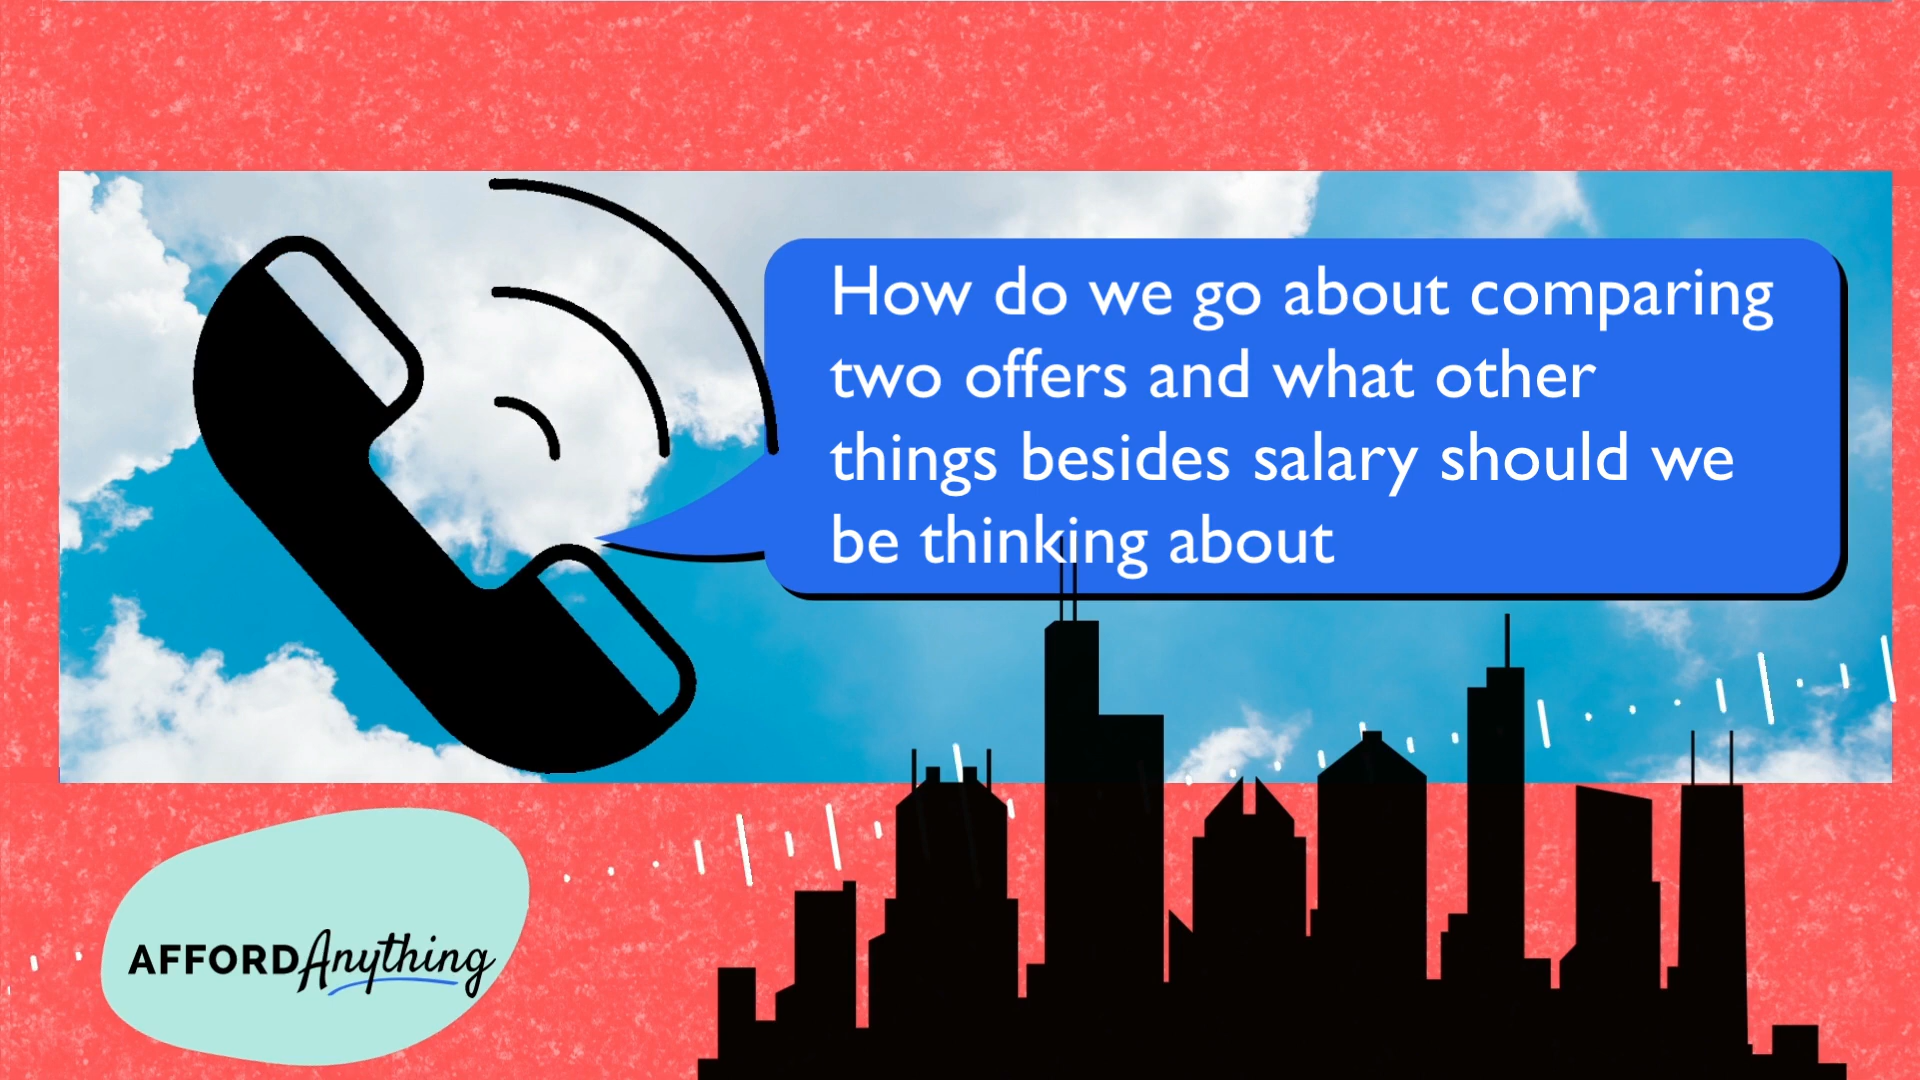 How do we go about comparing
two offers and what other
things besides salary should we
be thinking about
AFFORDAnything